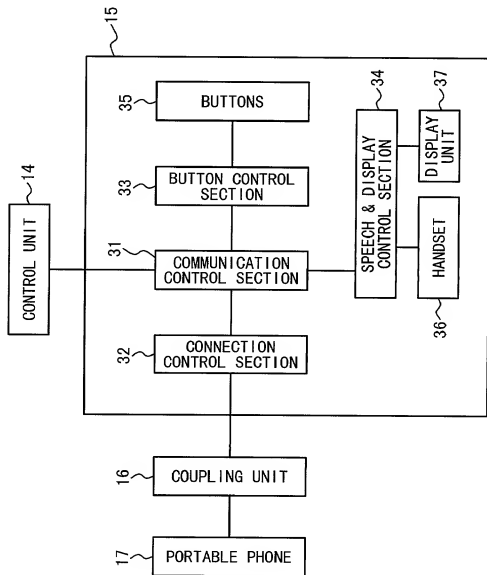 14
CONTROL UNIT
15
35
BUTTONS
33
BUTTON CONTROL
SECTION
31
COMMUNICATION
CONTROL SECTION
34
SPEECH & DISPLAY
CONTROL SECTION
37
DISPLAY
UNIT
HANDSET
36
32
CONNECTION
CONTROL SECTION
16
COUPLING UNIT
17
PORTABLE PHONE